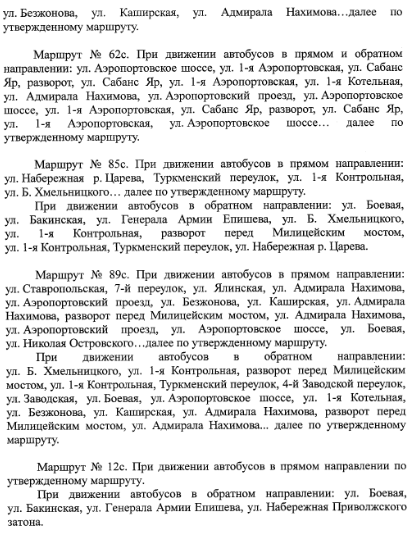 ул. Безжонова, ул. Каширская, ул. Адмирала Нахимова…далее по
утвержденному маршруту.
Маршрут № 62с. При движении автобусов в прямом и обратном
направлении: ул. Аэропортовское шоссе, ул. 1-я Аэропортовская, ул. Сабанс
Яр, разворот, ул. Сабанс Яр, ул. 1-я Аэропортовская, ул. 1-я Котельная,
ул. Адмирала Нахимова, ул. Аэропортовский проезд, ул. Аэропортовское
шоссе, ул. 1-я Аэропортовская, ул. Сабанс Яр, разворот, ул. Сабанс Яр,
ул. 1-я Аэропортовская, ул. Аэропортовское шоссе… далее по
утвержденному маршруту.
Маршрут № 85с. При движении автобусов в прямом направлении:
ул. Набережная р. Царева, Туркменский переулок, ул. 1-я Контрольная,
ул. Б. Хмельницкого… далее по утвержденному маршруту.
При движении автобусов в обратном направлении: ул. Боевая,
ул. Бакинская, ул. Генерала Армии Епишева, ул. Б. Хмельницкого,
ул. 1-я Контрольная, разворот перед Милицейским мостом,
ул. 1-я Контрольная, Туркменский переулок, ул. Набережная р. Царева.
Маршрут № 89с. При движении автобусов в прямом направлении:
ул. Ставропольская, 7-й переулок, ул. Ялинская, ул. Адмирала Нахимова,
ул. Аэропортовский проезд, ул. Безжонова, ул. Каширская, ул. Адмирала
Нахимова, разворот перед Милицейским мостом, ул. Адмирала Нахимова,
ул. Аэропортовский проезд, ул. Аэропортовское шоссе, ул. Боевая,
ул. Николая Островского…далее по утвержденному маршруту.
При движении автобусов в обратном направлении:
ул. Б. Хмельницкого, ул. 1-я Контрольная, разворот перед Милицейским
мостом, ул. 1-я Контрольная, Туркменский переулок, 4-й Заводской переулок,
ул. Заводская, ул. Боевая, ул. Аэропортовское шоссе, ул. 1-я Котельная,
ул. Безжонова, ул. Каширская, ул. Адмирала Нахимова, разворот перед
Милицейским мостом, ул. Адмирала Нахимова... далее по утвержденному
маршруту.
Маршрут № 12с. При движении автобусов в прямом направлении по
утвержденному маршруту.
При движении автобусов в обратном направлении: ул. Боевая,
ул. Бакинская, ул. Генерала Армии Епишева, ул. Набережная Приволжского
затона.